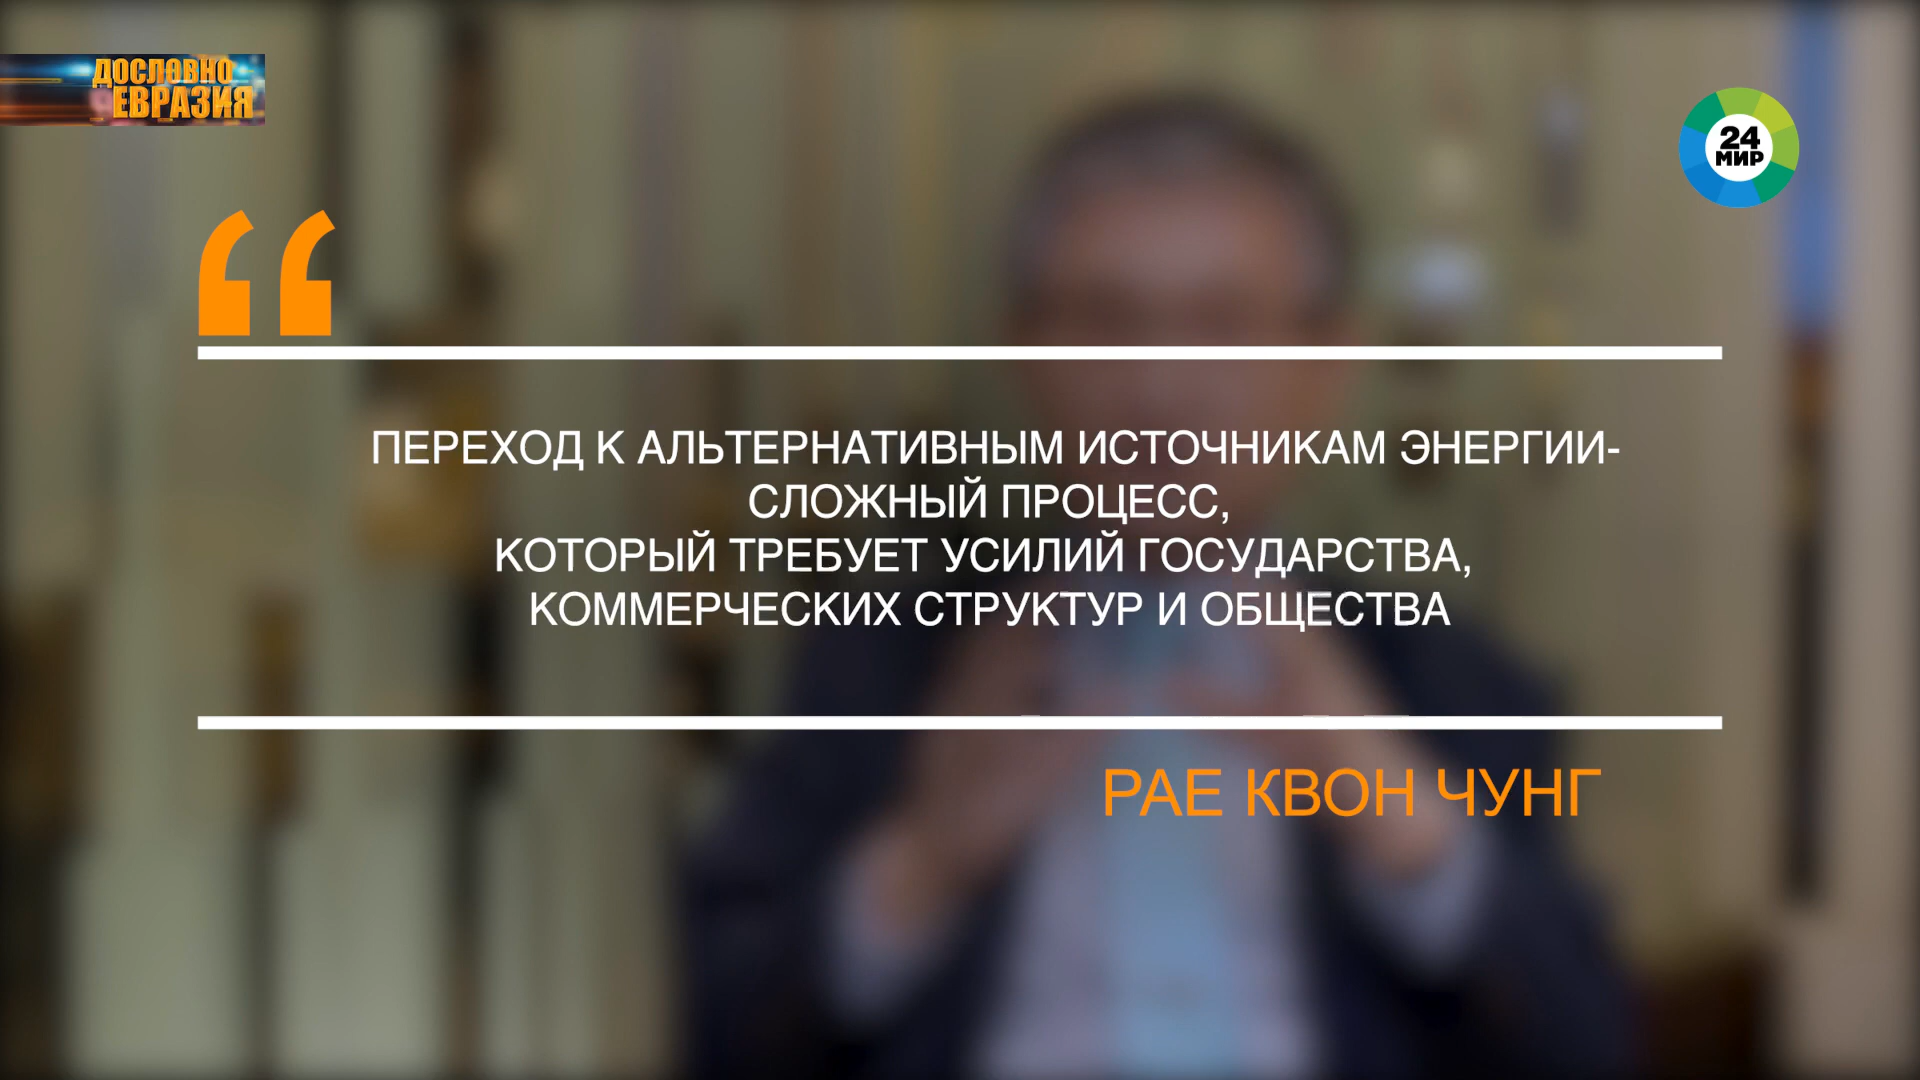 ДОСЛОВНО
ЕВРАЗИЯ
24
МИР
“
ПЕРЕХОД К АЛЬТЕРНАТИВНЫМ ИСТОЧНИКАМ ЭНЕРГИИ-
СЛОЖНЫЙ ПРОЦЕСС,
КОТОРЫЙ ТРЕБУЕТ УСИЛИЙ ГОСУДАРСТВА,
КОММЕРЧЕСКИХ СТРУКТУР И ОБЩЕСТВА
РАЕ КВОН ЧУНГ